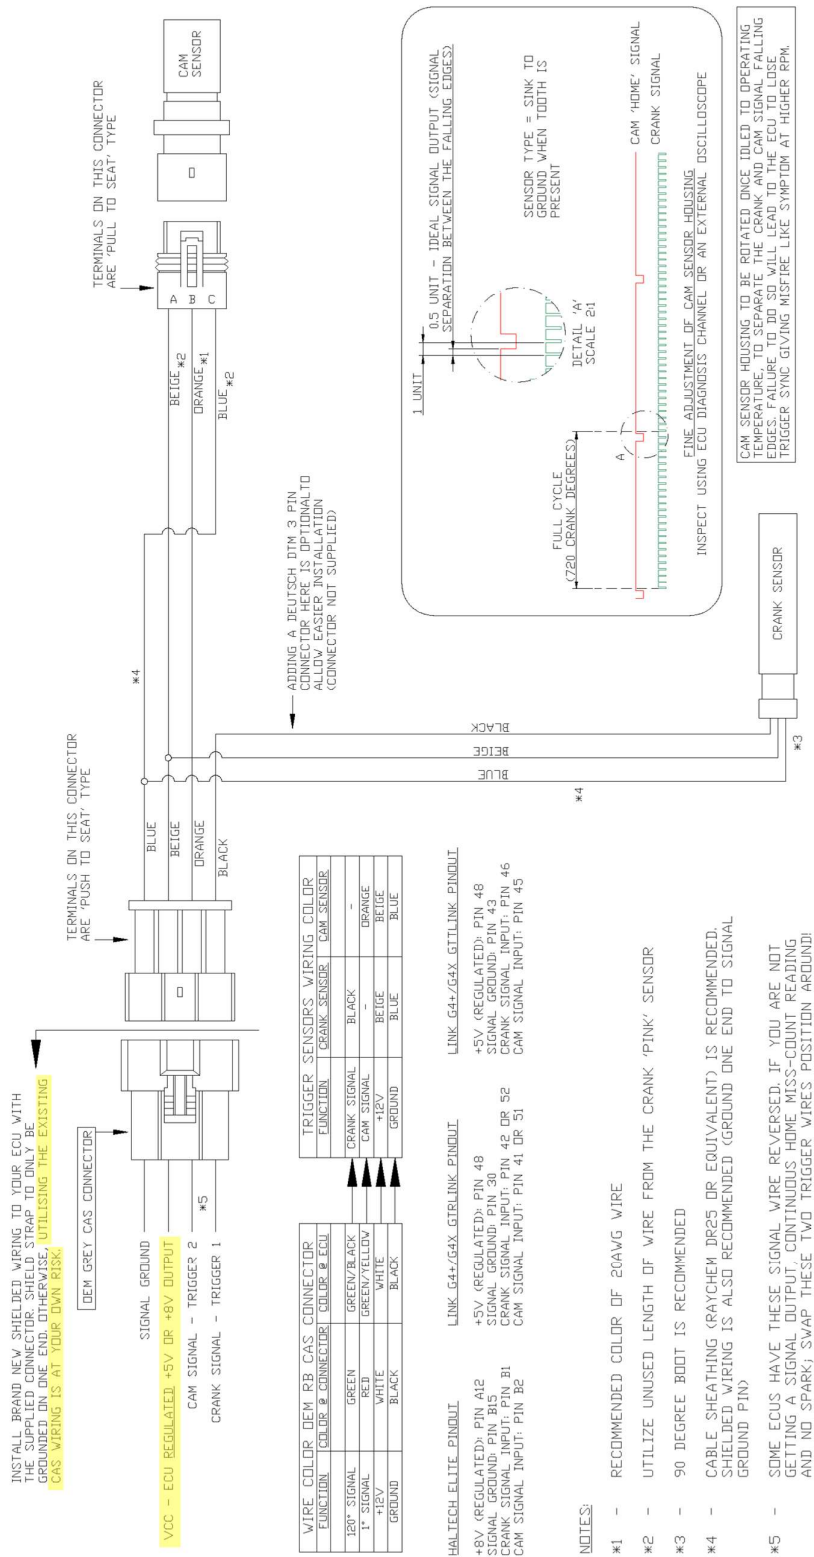 INSTALL BRAND NEW SHIELDED WIRING TO YOUR ECU WITH
THE SUPPLIED CONNECTOR. SHIELD STRAP TO ONLY BE
GROUNDED ON ONE END. OTHERWISE, UTILISING THE EXISTING
CAS WIRING IS AT YOUR OWN RISK.
OEM GREY CAS CONNECTOR
SIGNAL GROUND
VCC - ECU REGULATED +5V OR +8V OUTPUT
CAM SIGNAL - TRIGGER 2
*5
CRANK SIGNAL - TRIGGER 1
TERMINALS ON THIS CONNECTOR
ARE 'PUSH TO SEAT' TYPE
BLUE
BEIGE
ORANGE
BLACK
*4
TERMINALS ON THIS CONNECTOR
ARE 'PULL TO SEAT' TYPE
A
B
C
BEIGE *2
ORANGE *1
BLUE *2
CAM
SENSOR
ADDING A DEUTSCH DTM 3 PIN
CONNECTOR HERE IS OPTIONAL TO
ALLOW EASIER INSTALLATION
(CONNECTOR NOT SUPPLIED)
BLACK
BEIGE
BLUE
*4
CRANK SENSOR
*3
1 UNIT
0.5 UNIT - IDEAL SIGNAL OUTPUT (SIGNAL
SEPARATION BETWEEN THE FALLING EDGES)
DETAIL 'A'
SCALE 2:1
SENSOR TYPE = SINK TO
GROUND WHEN TOOTH IS
PRESENT
FULL CYCLE
(720 CRANK DEGREES)
A
CAM 'HOME' SIGNAL
CRANK SIGNAL
FINE ADJUSTMENT OF CAM SENSOR HOUSING
INSPECT USING ECU DIAGNOSIS CHANNEL OR AN EXTERNAL OSCILLOSCOPE
CAM SENSOR HOUSING TO BE ROTATED ONCE IDLED TO OPERATING
TEMPERATURE, TO SEPARATE THE CRANK AND CAM SIGNAL FALLING
EDGES. FAILURE TO DO SO WILL LEAD TO THE ECU TO LOSE
TRIGGER SYNC GIVING MISFIRE LIKE SYMPTOM AT HIGHER RPM.
WIRE COLOR OEM RB CAS CONNECTOR
FUNCTION COLOR @ CONNECTOR COLOR @ ECU
120° SIGNAL GREEN GREEN/BLACK
1° SIGNAL RED GREEN/YELLOW
+12V WHITE WHITE
GROUND BLACK BLACK
TRIGGER SENSORS WIRING COLOR
FUNCTION CRANK SENSOR CAM SENSOR
CRANK SIGNAL BLACK -
CAM SIGNAL - ORANGE
+12V BEIGE BEIGE
GROUND BLUE BLUE
HALTECH ELITE PINOUT
+8V (REGULATED): PIN A12
SIGNAL GROUND: PIN B15
CRANK SIGNAL INPUT: PIN B1
CAM SIGNAL INPUT: PIN B2
LINK G4+/G4X GTRLINK PINOUT
+5V (REGULATED): PIN 48
SIGNAL GROUND: PIN 30
CRANK SIGNAL INPUT: PIN 42 OR 52
CAM SIGNAL INPUT: PIN 41 OR 51
LINK G4+/G4X GTTLINK PINOUT
+5V (REGULATED): PIN 48
SIGNAL GROUND: PIN 43
CRANK SIGNAL INPUT: PIN 46
CAM SIGNAL INPUT: PIN 45
NOTES:
*1 - RECOMMENDED COLOR OF 20AWG WIRE
*2 - UTILIZE UNUSED LENGTH OF WIRE FROM THE CRANK 'PINK' SENSOR
*3 - 90 DEGREE BOOT IS RECOMMENDED
*4 - CABLE SHEATHING (RAYCHEM DR25 OR EQUIVALENT) IS RECOMMENDED.
SHIELDED WIRING IS ALSO RECOMMENDED (GROUND ONE END TO SIGNAL
GROUND PIN)
*5 - SOME ECUS HAVE THESE SIGNAL WIRE REVERSED. IF YOU ARE NOT
GETTING A SIGNAL OUTPUT, CONTINUOUS HOME MISS-COUNT READING
AND NO SPARK; SWAP THESE TWO TRIGGER WIRES POSITION AROUND!